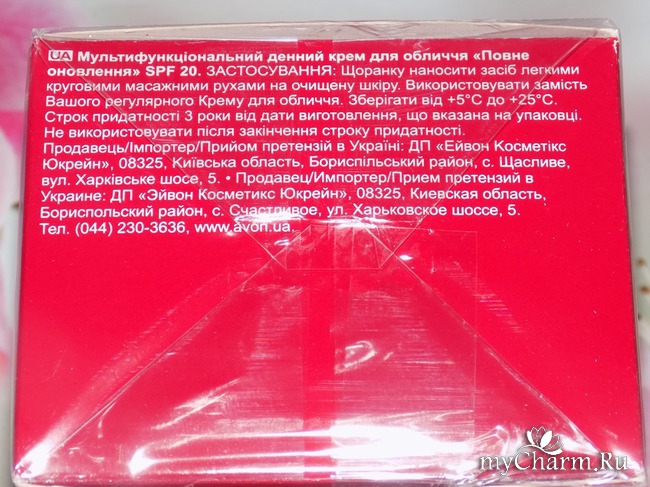 UA Мультифункціональний денний крем для обличчя «Повне
оновлення» SPF 20. ЗАСТОСУВАННЯ: Щоранку наносити засіб легкими
круговими масажними рухами на очищену шкіру. Використовувати замість
Вашого регулярного Крему для обличчя. Зберігати від +5°C до +25°C.
Строк придатності 3 роки від дати виготовлення, що вказана на упаковці.
Не використовувати після закінчення строку придатності.
Продавець/Імпортер/Прийом претензій в Україні: ДП «Ейвон Косметікс
Юкрейн», 08325, Київська область, Бориспільський район, с. Щасливе,
вул. Харківське шосе, 5. • Продавец/Импортер/Прием претензий в
Украине: ДП «Эйвон Косметикс Юкрейн», 08325, Киевская область,
Бориспольский район, с. Счастливое, ул. Харьковское шоссе, 5.
Тел. (044) 230-3636, www.avon.ua.
myCharm.Ru